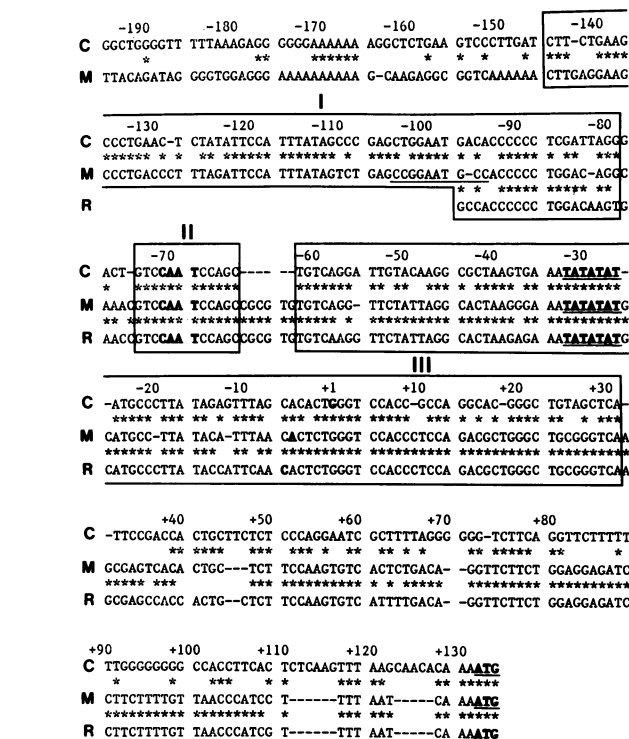 -190 -180 -170 -160 -150 -140
C GGCTGGGGTT TTTAAAGAGG GGGGAAAAAA AGGCTCTGAA GTCCCTTGAT CTT-CTGAAG
* ** ****** * * * * *** * *
M TTACAGATAG GGGTGGAGGG AAAAAAAAAA G-CAAGAGGC GGTCAAAAAA CTTGAGGAAG
I
-130 -120 -110 -100 -90 -80
C CCCTGAAC-T CTATATTCCA TTTATAGCCC GAGCTGGAAT GACACCCCCC TCGATTAGGG
M CCCTGACCCT TTAGATTCCA TTTATAGTCT GAGCCGGAAT G-CCACCCCC TGGAC-AGGC
R GCCACCCCCC TGGACAAGTG
II
-70 -60 -50 -40 -30
C ACT-GTCCAA TCCAGC---- --TGTCAGGA TTGTACAAGG CGCTAAGTGA AATATATAT-
M AAACGTCCAA TCCAGCCGCG TGTGTCAGG- TTCTATTAGG CACTAAGGGA AATATATATG
R AACCGTCCAA TCCAGCCGCG TGTGTCAAGG TTCTATTAGG CACTAAGAGA AATATATATG
III
-20 -10 +1 +10 +20 +30
C -ATGCCCTTA TAGAGTTTAG CACACTGGGT CCACC-GCCA GGCAC-GGGC TGTAGCTCA-
M CATGCC-TTA TACA-TTTAA CACTCTGGGT CCACCCTCCA GACGCTGGGC TGCGGGTCAA
R CATGCCCTTA TACCATTCAA CACTCTGGGT CCACCCTCCA GACGCTGGGC TGCGGGTCAA
+40 +50 +60 +70 +80
C -TTCCGACCA CTGCTTCTCT CCCAGGAATC GCTTTTAGGG GGG-TCTTCA GGTTCTTTTT
M GCGAGTCACA CTGC---TCT TCCAAGTGTC ACTCTGACA- -GGTTCTTCT GGAGGAGATC
R GCGAGCCACC ACTG--CTCT TCCAAGTGTC ATTTTGACA- -GGTTCTTCT GGAGGAGATC
+90 +100 +110 +120 +130
C TTGGGGGGGG CCACCTTCAC TCTCAAGTTT AAGCAACACA AAATG
M CTTCTTTTGT TAACCCATCC T------TTT AAT-----CA AAATG
R CTTCTTTTGT TTAACCCATCGT T------TTT AAT-----CA AAATG